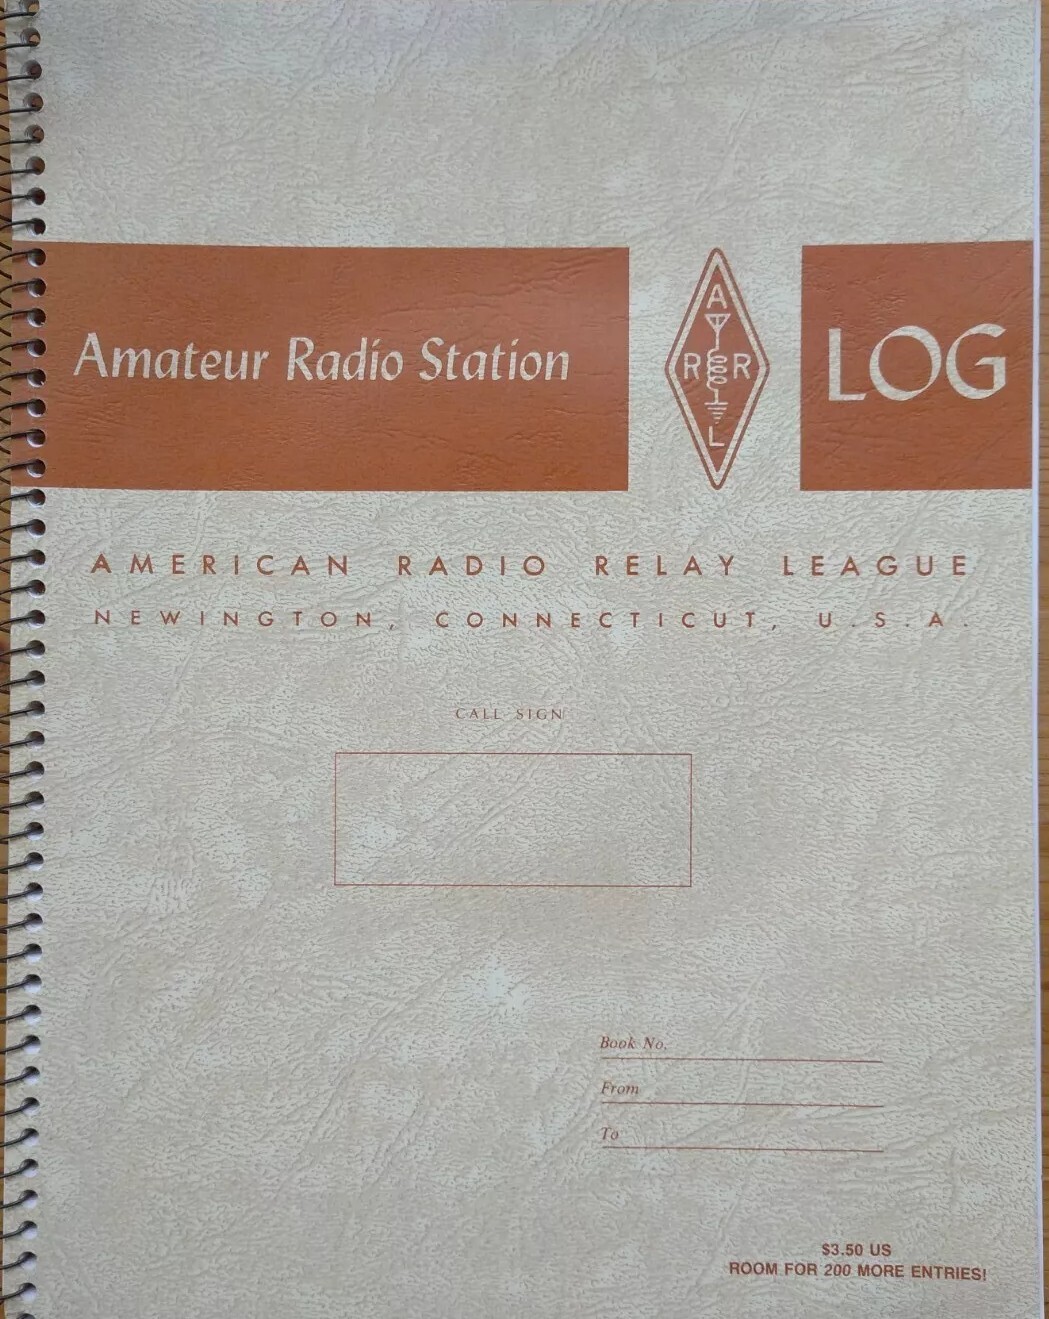 Amateur Radio Station
A
R R
L
LOG
AMERICAN RADIO RELAY LEAGUE
NEWINGTON, CONNECTICUT, U.S.A.
CALL SIGN
Book No.
From
To
$3.50 US
ROOM FOR 200 MORE ENTRIES!